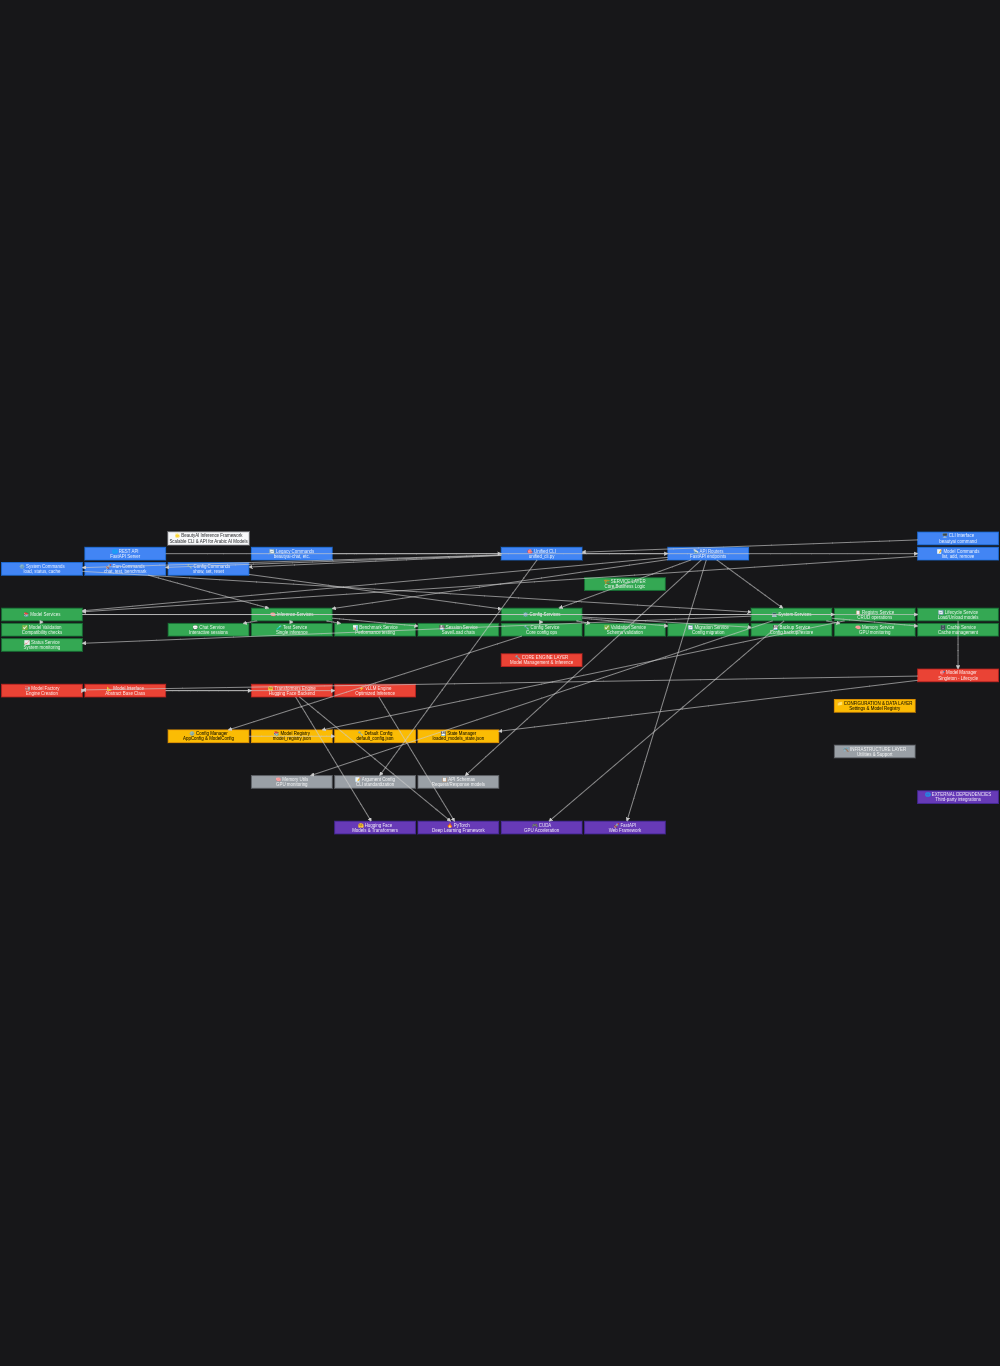 🌟 BeautyAI Inference Framework
Scalable CLI & API for Arabic AI Models
CLI Interface
beautyai command
REST API
FastAPI Server
Legacy Commands
beautyai-chat, etc.
Unified CLI
unified_cli.py
API Routers
FastAPI endpoints
Model Commands
list, add, remove
System Commands
load, status, cache
Run Commands
chat, test, benchmark
Config Commands
show, set, reset
SERVICE LAYER
Core Business Logic
Model Services
Inference Services
Config Services
System Services
Registry Service
CRUD operations
Lifecycle Service
Load/Unload models
Model Validator
Compatibility checks
Chat Service
Interactive sessions
Test Service
Single inference
Benchmark Service
Performance testing
Session Service
Save/Load chats
Config Service
Core config ops
Validation Service
Schema validation
Migration Service
Config migration
Backup Service
Config backup/restore
Memory Service
GPU monitoring
Cache Service
Cache management
Status Service
System monitoring
CORE ENGINE LAYER
Model Management & Inference
Model Manager
Singleton - Lifecycle
Model Factory
Engine Creation
Model Interface
Abstract Base Class
Transformers Engine
Hugging Face Backend
VLLM Engine
Optimized Inference
CONFIGURATION & DATA LAYER
Settings & Model Registry
Config Manager
AppConfig & ModelConfig
Model Registry
model_registry.json
Default Config
default_config.json
State Manager
loaded_models_state.json
INFRASTRUCTURE LAYER
Utilities & Support
Memory Utils
GPU monitoring
Argument Config
CLI standardization
API Schemas
Request/Response models
EXTERNAL DEPENDENCIES
Third-party integrations
🤗 Hugging Face
Models & Transformers
🔥 PyTorch
Deep Learning Framework
CUDA
GPU Acceleration
FastAPI
Web Framework